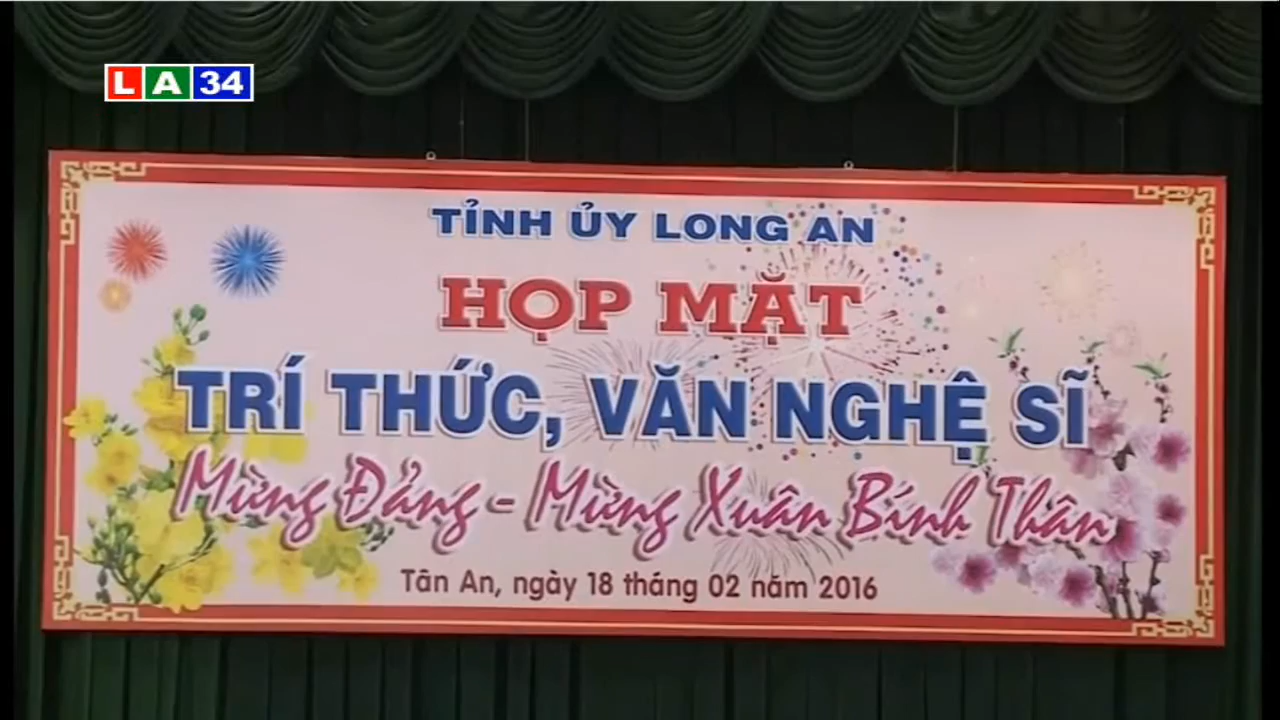 LA34
TỈNH ỦY LONG AN
HỌP MẶT
TRÍ THỨC, VĂN NGHỆ SĨ
Mừng Đảng - Mừng Xuân Bính Thân
Tân An, ngày 18 tháng 02 năm 2016